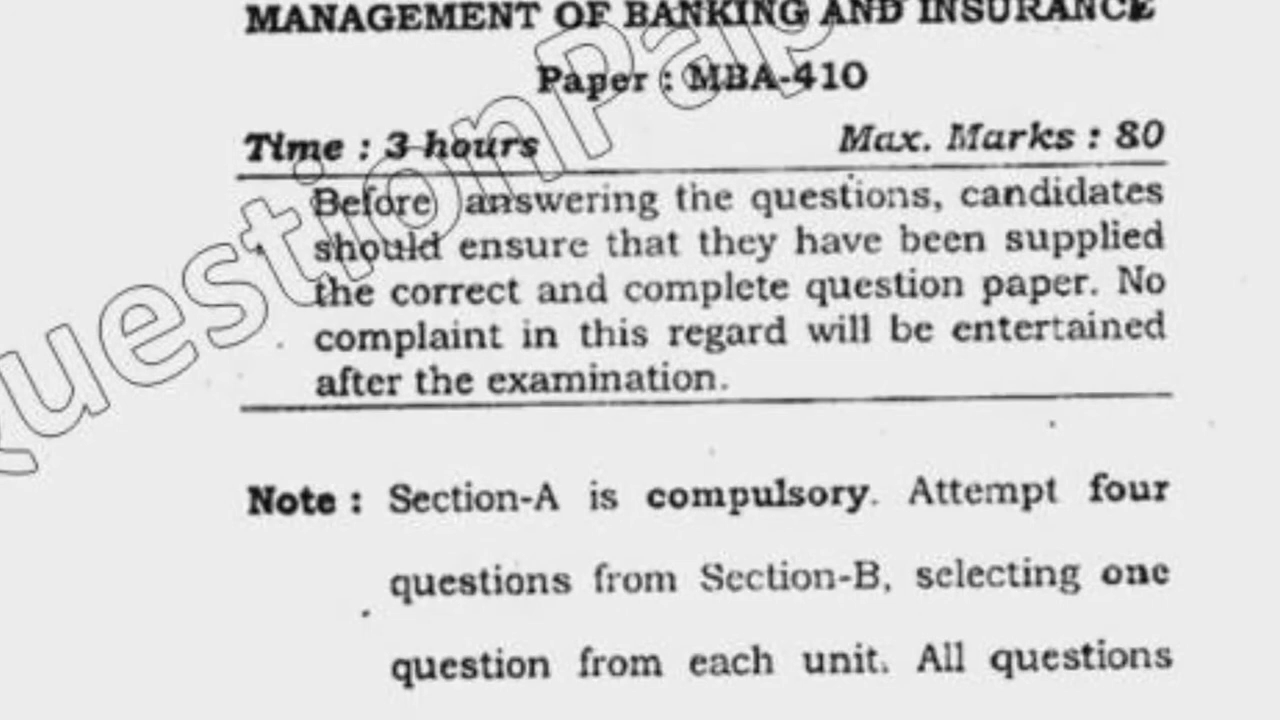 MANAGEMENT OF BANKING AND INSURANCE
Paper : MBA-410
Time : 3 hours Max. Marks : 80
Before answering the questions, candidates
should ensure that they have been supplied
the correct and complete question paper. No
complaint in this regard will be entertained
after the examination.
Note : Section-A is compulsory. Attempt four
questions from Section-B, selecting one
question from each unit. All questions